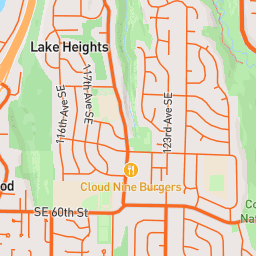 Lake Heights
117th Ave SE
116th Ave SE
123rd Ave SE
Cloud Nine Burgers
SE 60th St